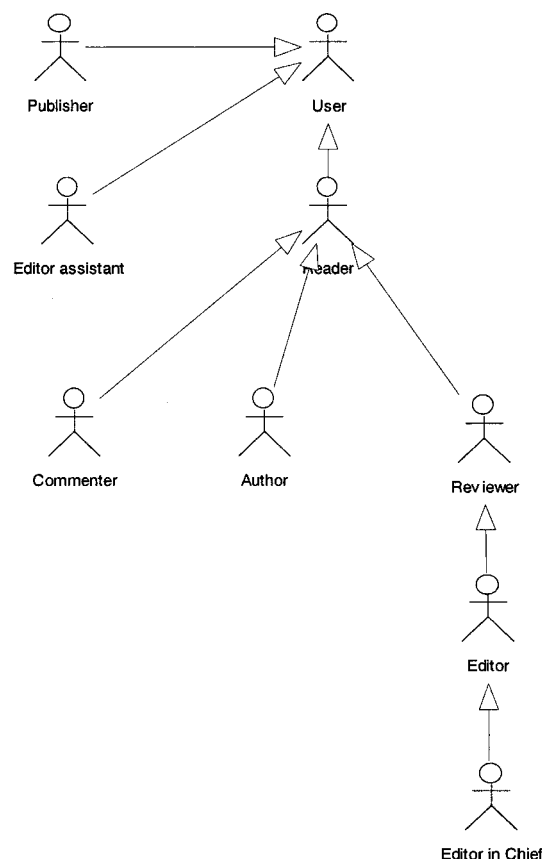 Publisher
User
Editor assistant
Reader
Commenter
Author
Reviewer
Editor
Editor in Chief